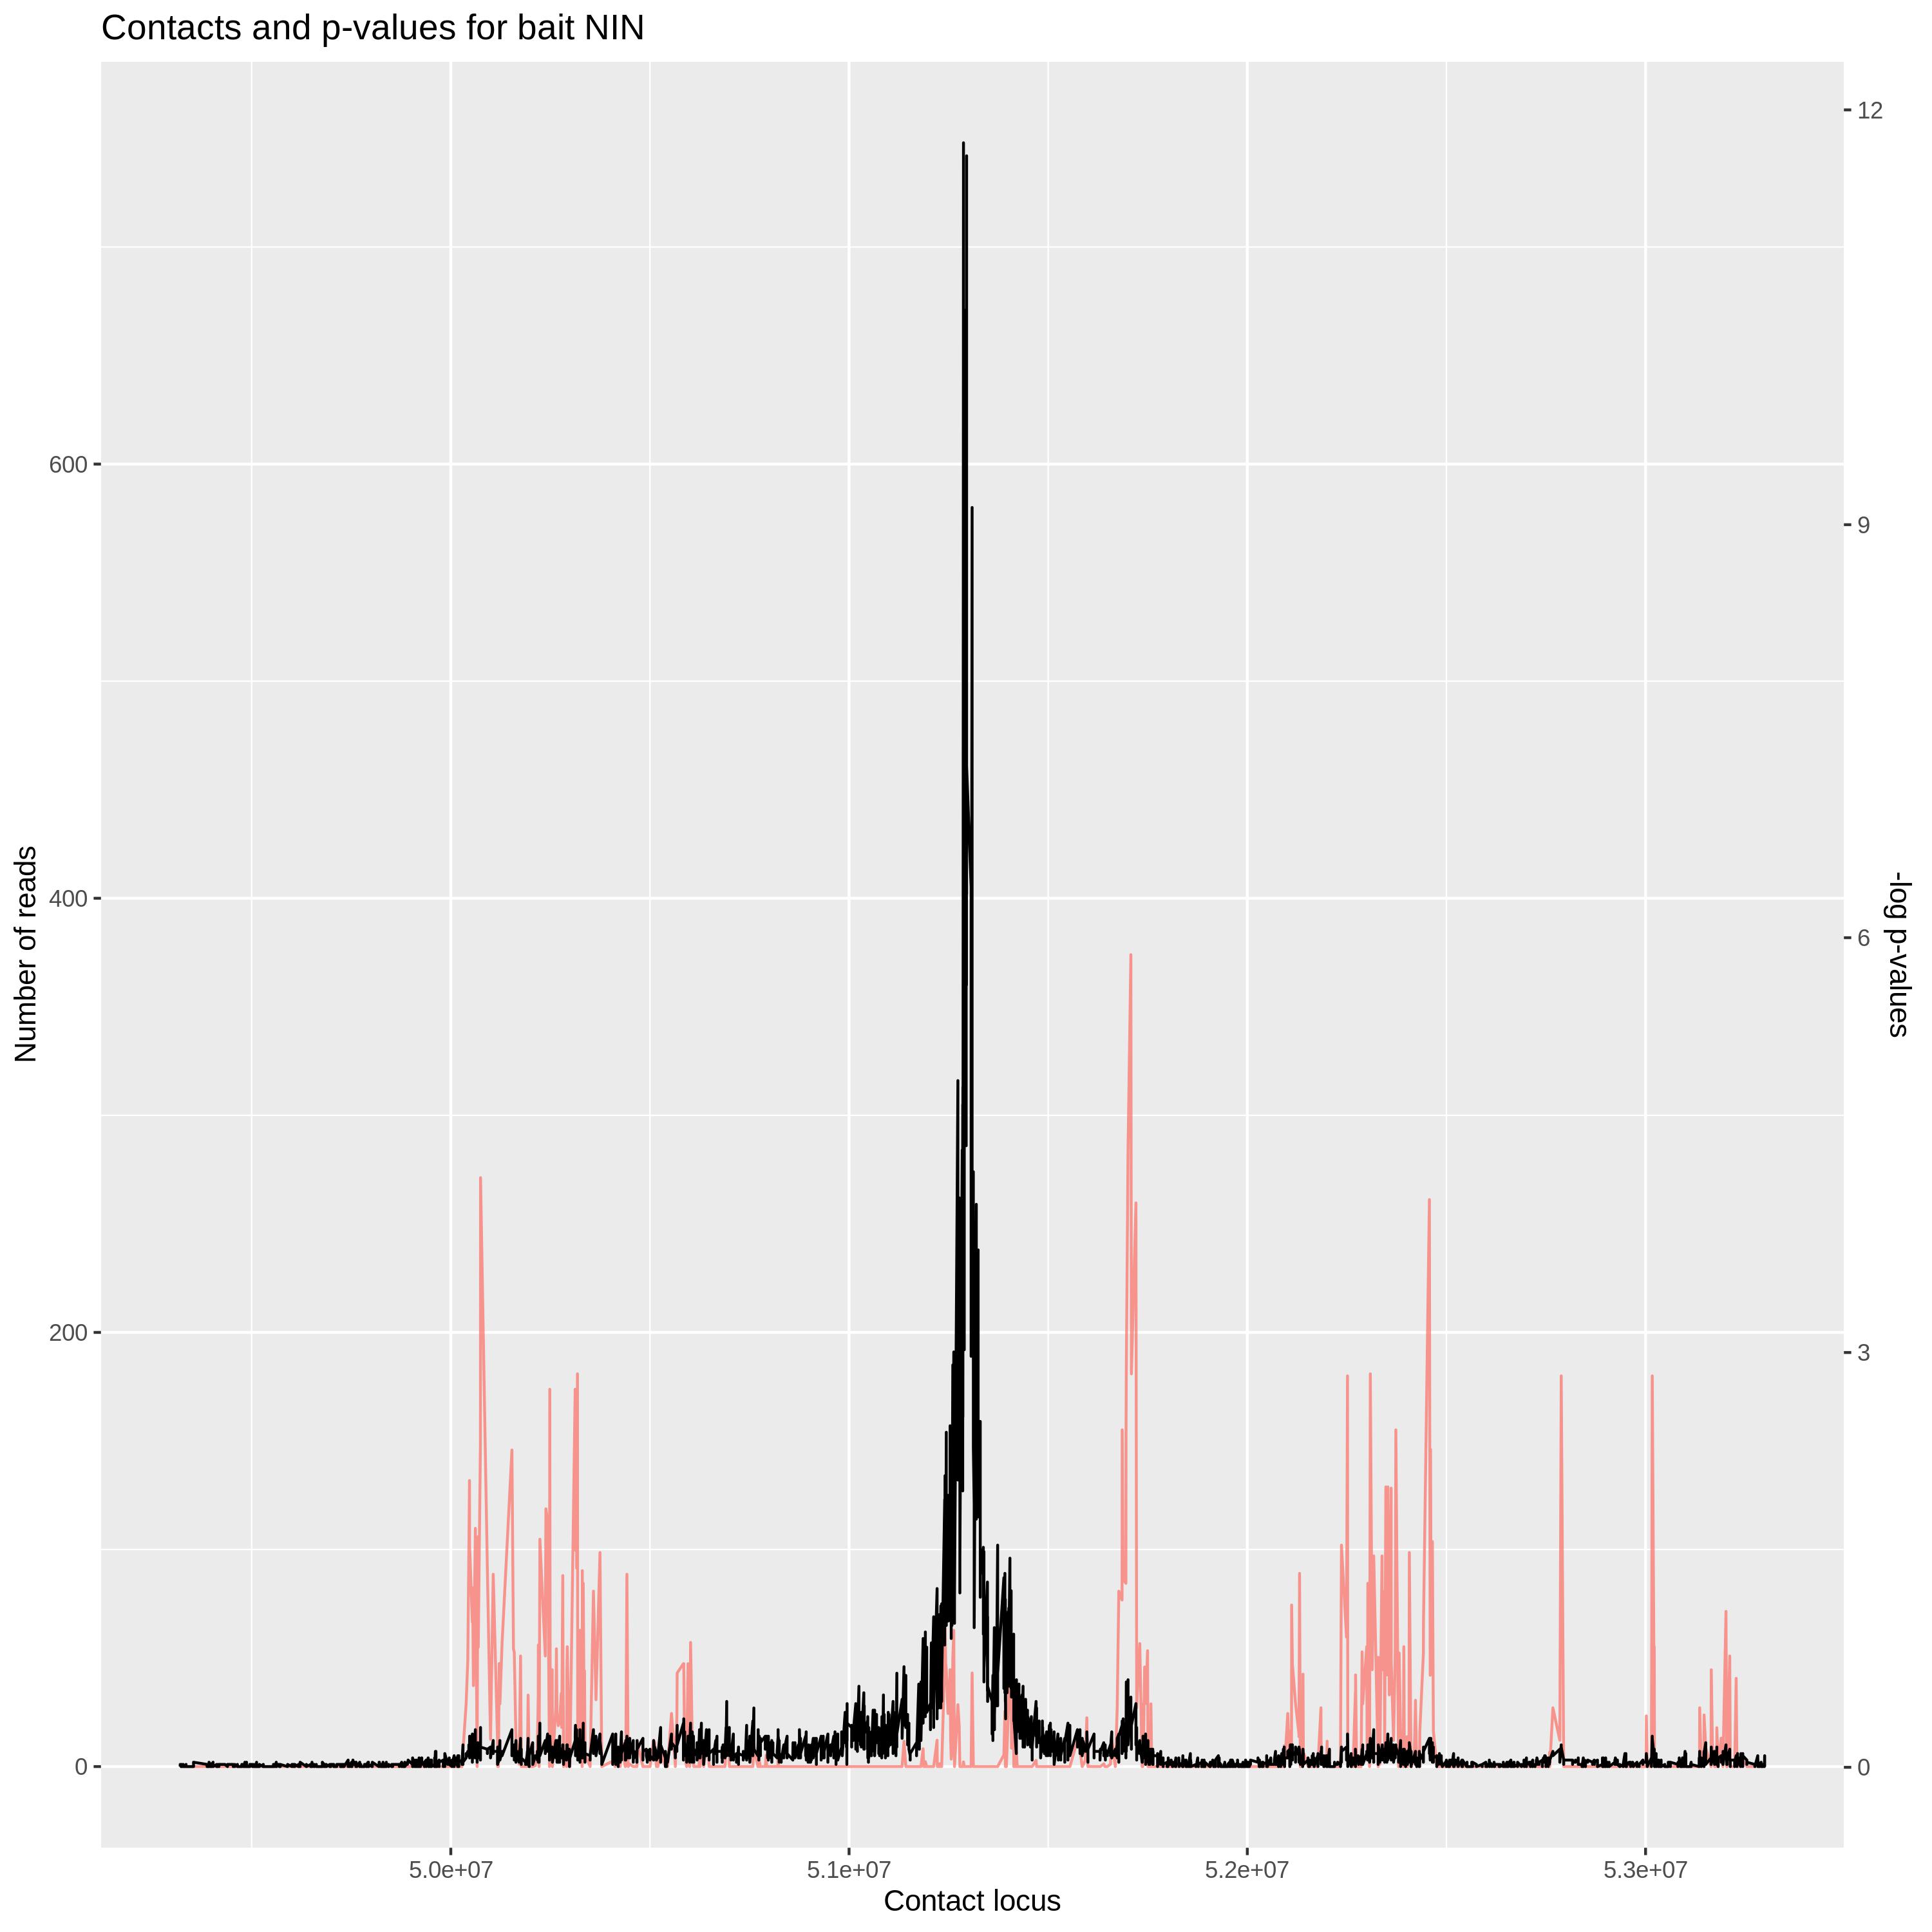 Contacts and p-values for bait NIN
12
600
9
Number of reads
400
6
-log p-values
200
3
0
0
5.0e+07
5.1e+07
5.2e+07
5.3e+07
Contact locus